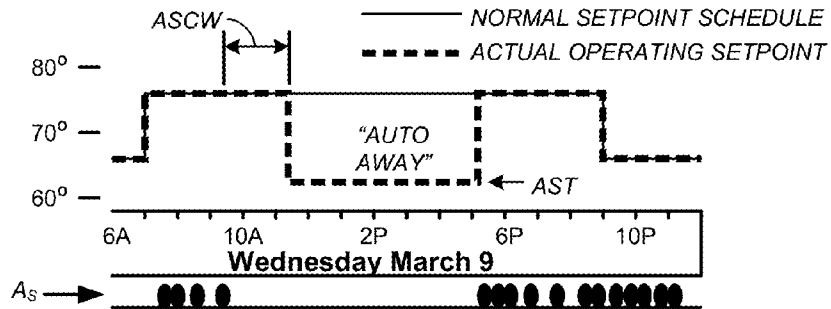 ASCW
NORMAL SETPOINT SCHEDULE
ACTUAL OPERATING SETPOINT
80°
70°
60°
"AUTO
AWAY"
AST
6A 10A 2P 6P 10P
Wednesday March 9
As